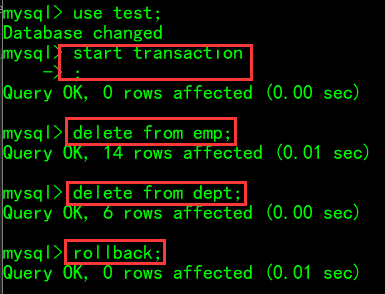 mysql> use test;
Database changed
mysql> start transaction
-> ;
Query OK, 0 rows affected (0.00 sec)
mysql> delete from emp;
Query OK, 14 rows affected (0.01 sec)
mysql> delete from dept;
Query OK, 6 rows affected (0.00 sec)
mysql> rollback;
Query OK, 0 rows affected (0.01 sec)